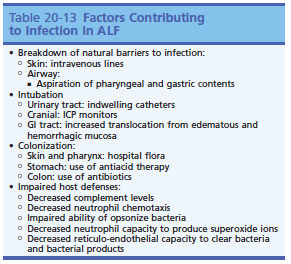 Table 20-13 Factors Contributing
to Infection in ALF
• Breakdown of natural barriers to infection:
○ Skin: intravenous lines
○ Airway:
■ Aspiration of pharyngeal and gastric contents
• Intubation
○ Urinary tract: indwelling catheters
○ Cranial: ICP monitors
○ GI tract: increased translocation from edematous and
hemorrhagic mucosa
• Colonization:
○ Skin and pharynx: hospital flora
○ Stomach: use of antiacid therapy
○ Colon: use of antibiotics
• Impaired host defenses:
○ Decreased complement levels
○ Decreased neutrophil chemotaxis
○ Impaired ability of opsonize bacteria
○ Decreased neutrophil capacity to produce superoxide ions
○ Decreased reticulo-endothelial capacity to clear bacteria
and bacterial products